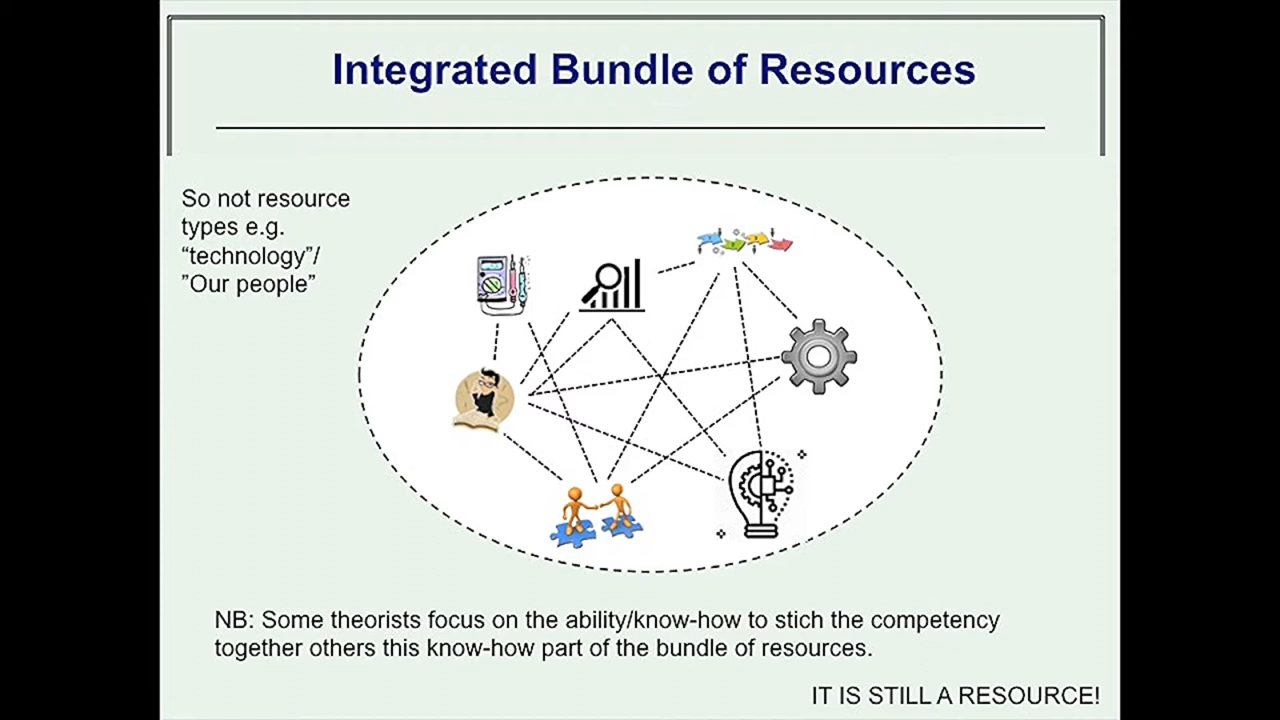 Integrated Bundle of Resources
So not resource
types e.g.
“technology”/
”Our people”
NB: Some theorists focus on the ability/know-how to stich the competency
together others this know-how part of the bundle of resources.
IT IS STILL A RESOURCE!